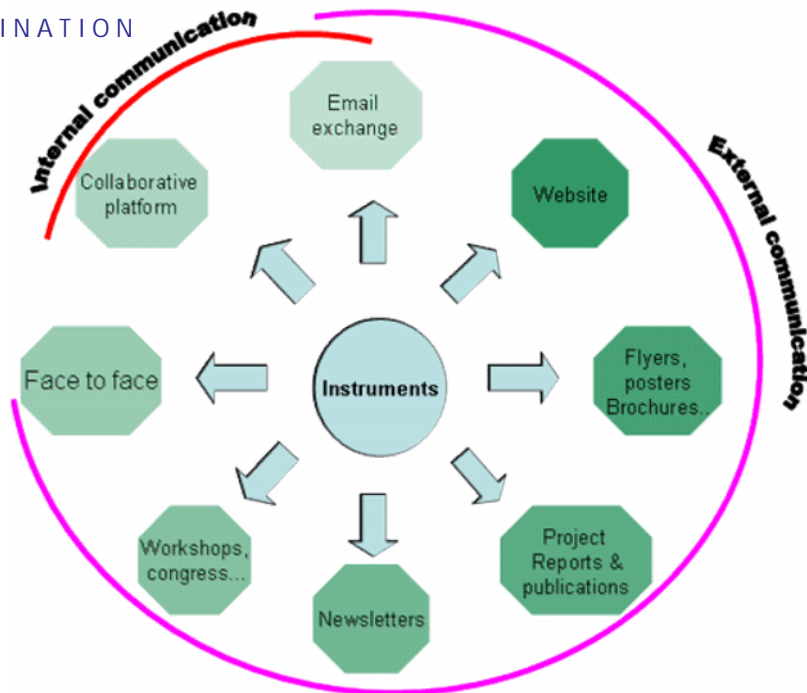 INATION
Internal communication
External communication
Email
exchange
Collaborative
platform
Website
Face to face
Instruments
Flyers,
posters
Brochures..
Workshops,
congress...
Newsletters
Project
Reports &
publications